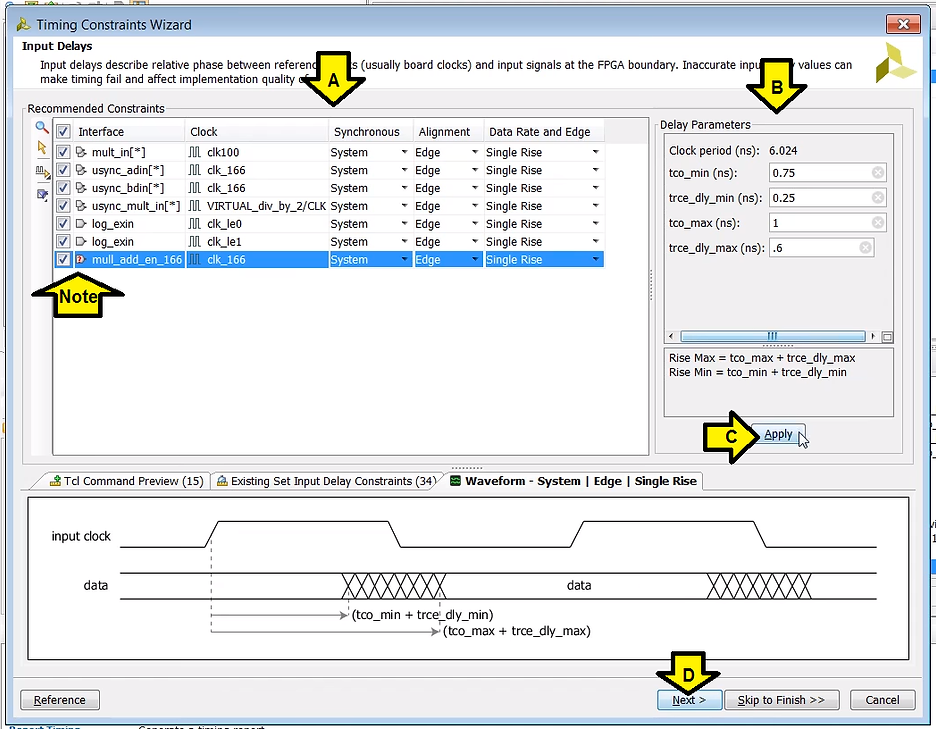 Timing Constraints Wizard
Input Delays
Input delays describe relative phase between (usually board clocks) and input signals at the FPGA boundary. Inaccurate values can
make timing fail and affect implementation quality
A
B
Recommended Constraints
Interface Clock Synchronous Alignment Data Rate and Edge
mult_in[*] clk100 System Edge Single Rise
usync_adin[*] clk_166 System Edge Single Rise
usync_bdin[*] clk_166 System Edge Single Rise
usync_mult_in[*] VIRTUAL_div_by_2/CLK System Edge Single Rise
log_exin clk_le0 System Edge Single Rise
log_exin clk_le1 System Edge Single Rise
mull_add_en_166 clk_166 System Edge Single Rise
Note
Delay Parameters
Clock period (ns): 6.024
tco_min (ns): 0.75
trce_dly_min (ns): 0.25
tco_max (ns): 1
trce_dly_max (ns): .6
Rise Max = tco_max + trce_dly_max
Rise Min = tco_min + trce_dly_min
C
Apply
Tcl Command Preview (15) Existing Set Input Delay Constraints (34) Waveform - System | Edge | Single Rise
input clock
data data
(tco_min + trce_dly_min)
(tco_max + trce_dly_max)
D
Reference Next > Skip to Finish >> Cancel